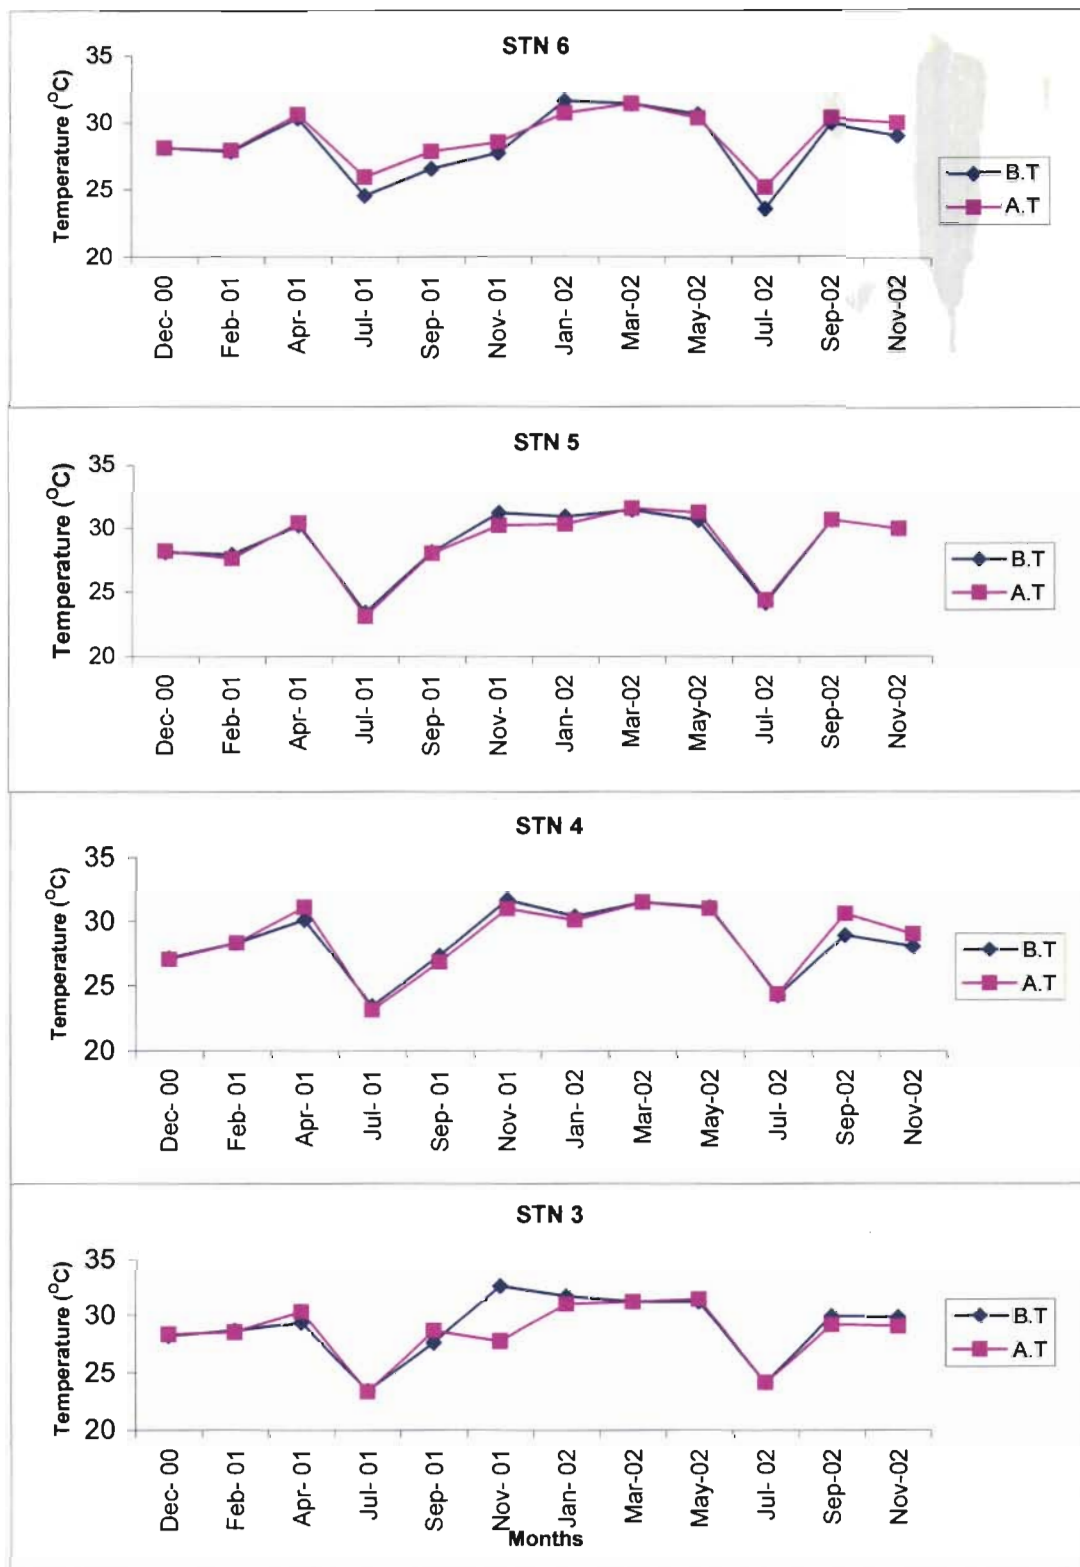 STN 6
Temperature (°C)
35
30
25
20
Dec- 00
Feb- 01
Apr- 01
Jul- 01
Sep- 01
Nov- 01
Jan- 02
Mar-02
May-02
Jul- 02
Sep-02
Nov-02
B.T
A.T
STN 5
Temperature (°C)
35
30
25
20
Dec- 00
Feb- 01
Apr- 01
Jul- 01
Sep- 01
Nov- 01
Jan- 02
Mar-02
May-02
Jul- 02
Sep-02
Nov-02
B.T
A.T
STN 4
Temperature (°C)
35
30
25
20
Dec- 00
Feb- 01
Apr- 01
Jul- 01
Sep- 01
Nov- 01
Jan- 02
Mar-02
May-02
Jul- 02
Sep-02
Nov-02
B.T
A.T
STN 3
Temperature (°C)
35
30
25
20
Dec- 00
Feb- 01
Apr- 01
Jul- 01
Sep- 01
Nov- 01
Jan- 02
Mar-02
May-02
Jul- 02
Sep-02
Nov-02
Months
B.T
A.T